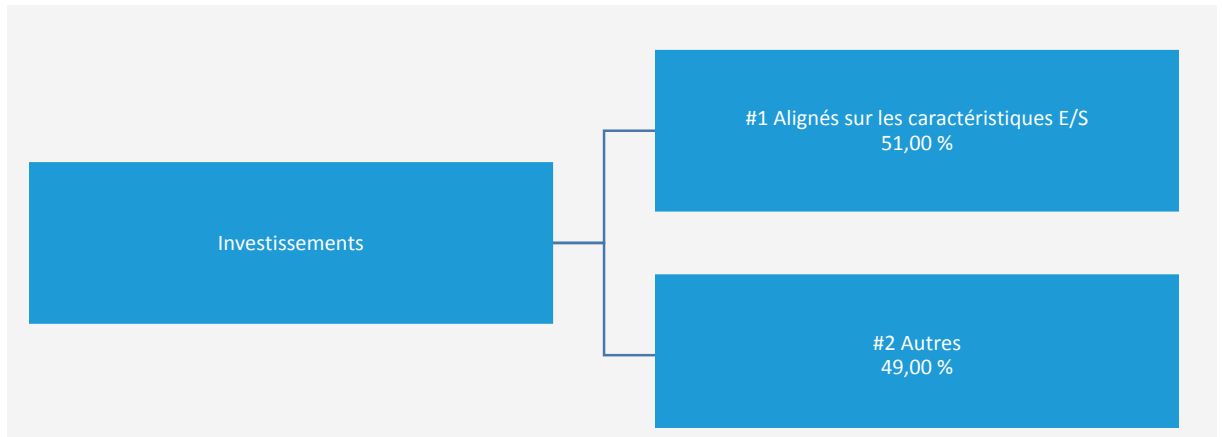 Investissements
#1 Alignés sur les caractéristiques E/S
51,00 %
#2 Autres
49,00 %